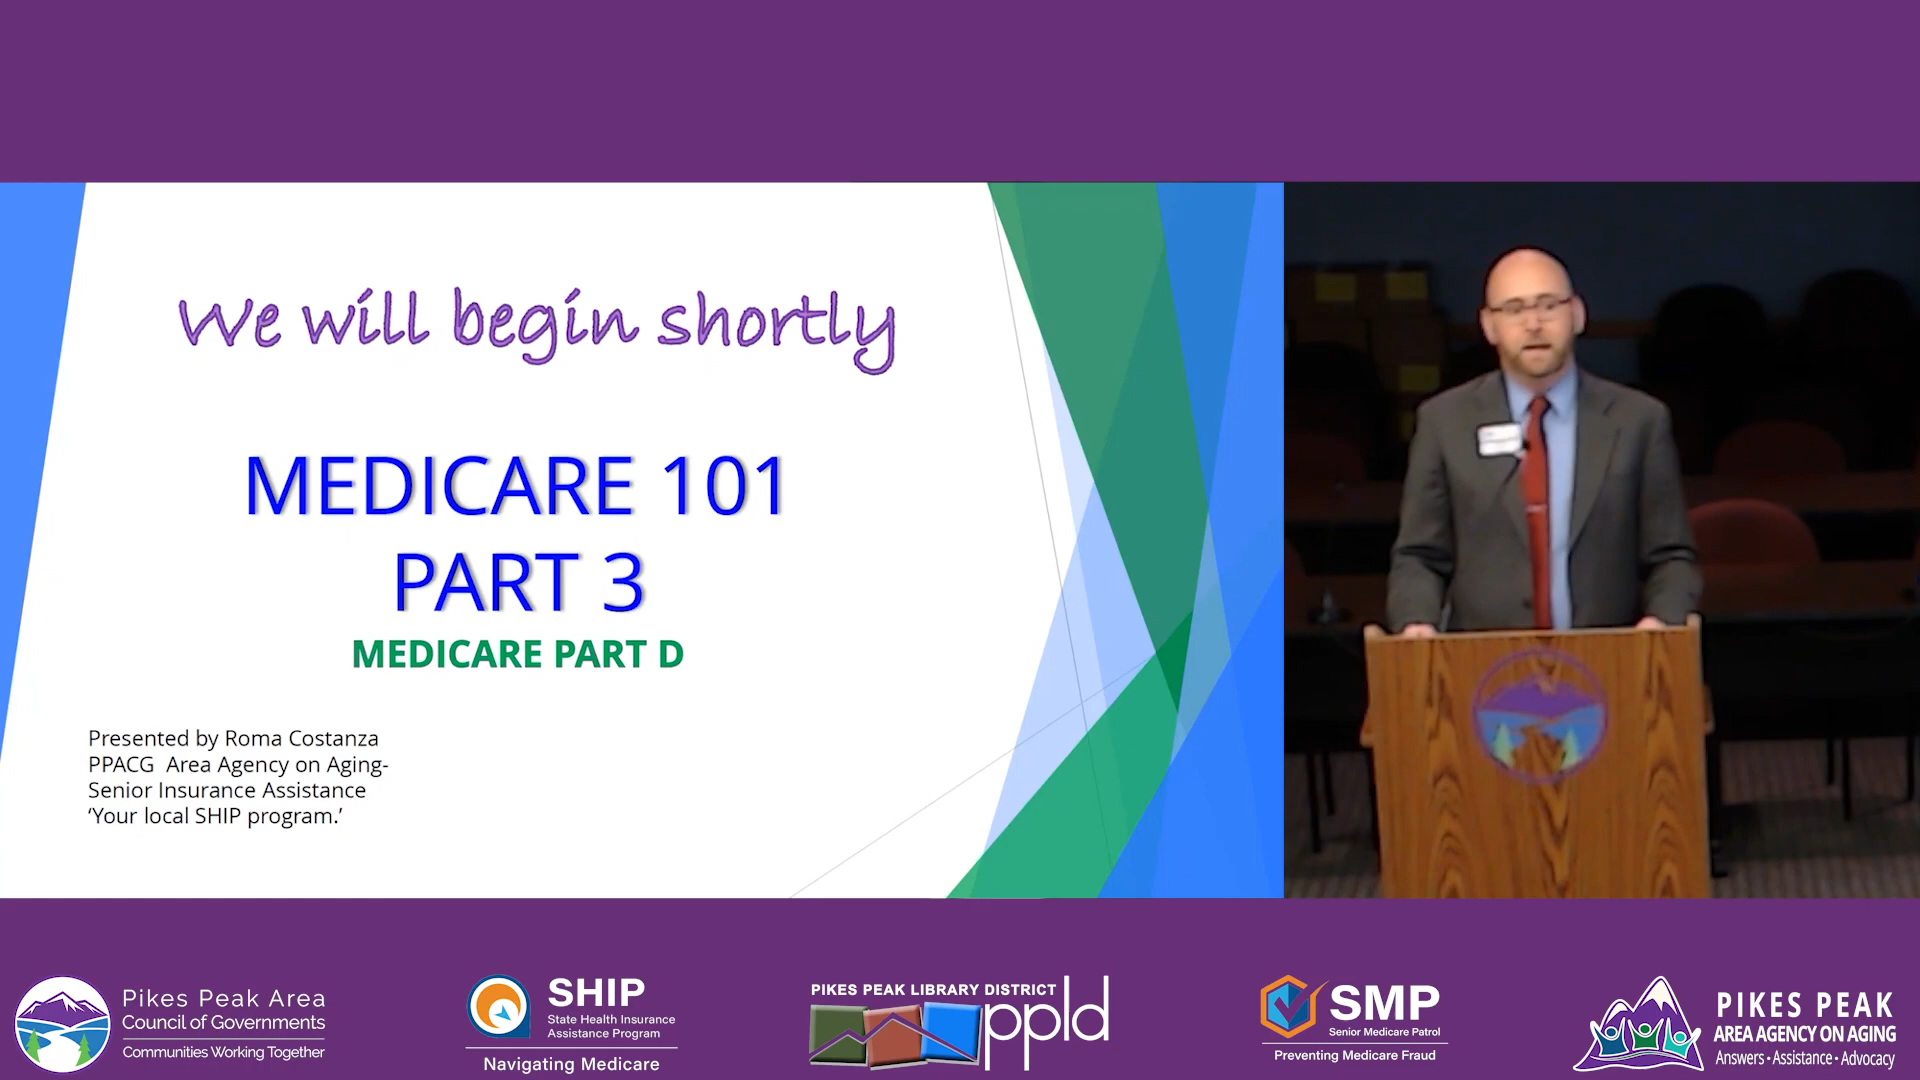 We will begin shortly
MEDICARE 101
PART 3
MEDICARE PART D
Presented by Roma Costanza
PPACG  Area Agency on Aging-
Senior Insurance Assistance
‘Your local SHIP program.’
Pikes Peak Area
Council of Governments
Communities Working Together
SHIP
State Health Insurance
Assistance Program
Navigating Medicare
PIKES PEAK LIBRARY DISTRICT
ppld
SMP
Senior Medicare Patrol
Preventing Medicare Fraud
PIKES PEAK
AREA AGENCY ON AGING
Answers • Assistance • Advocacy